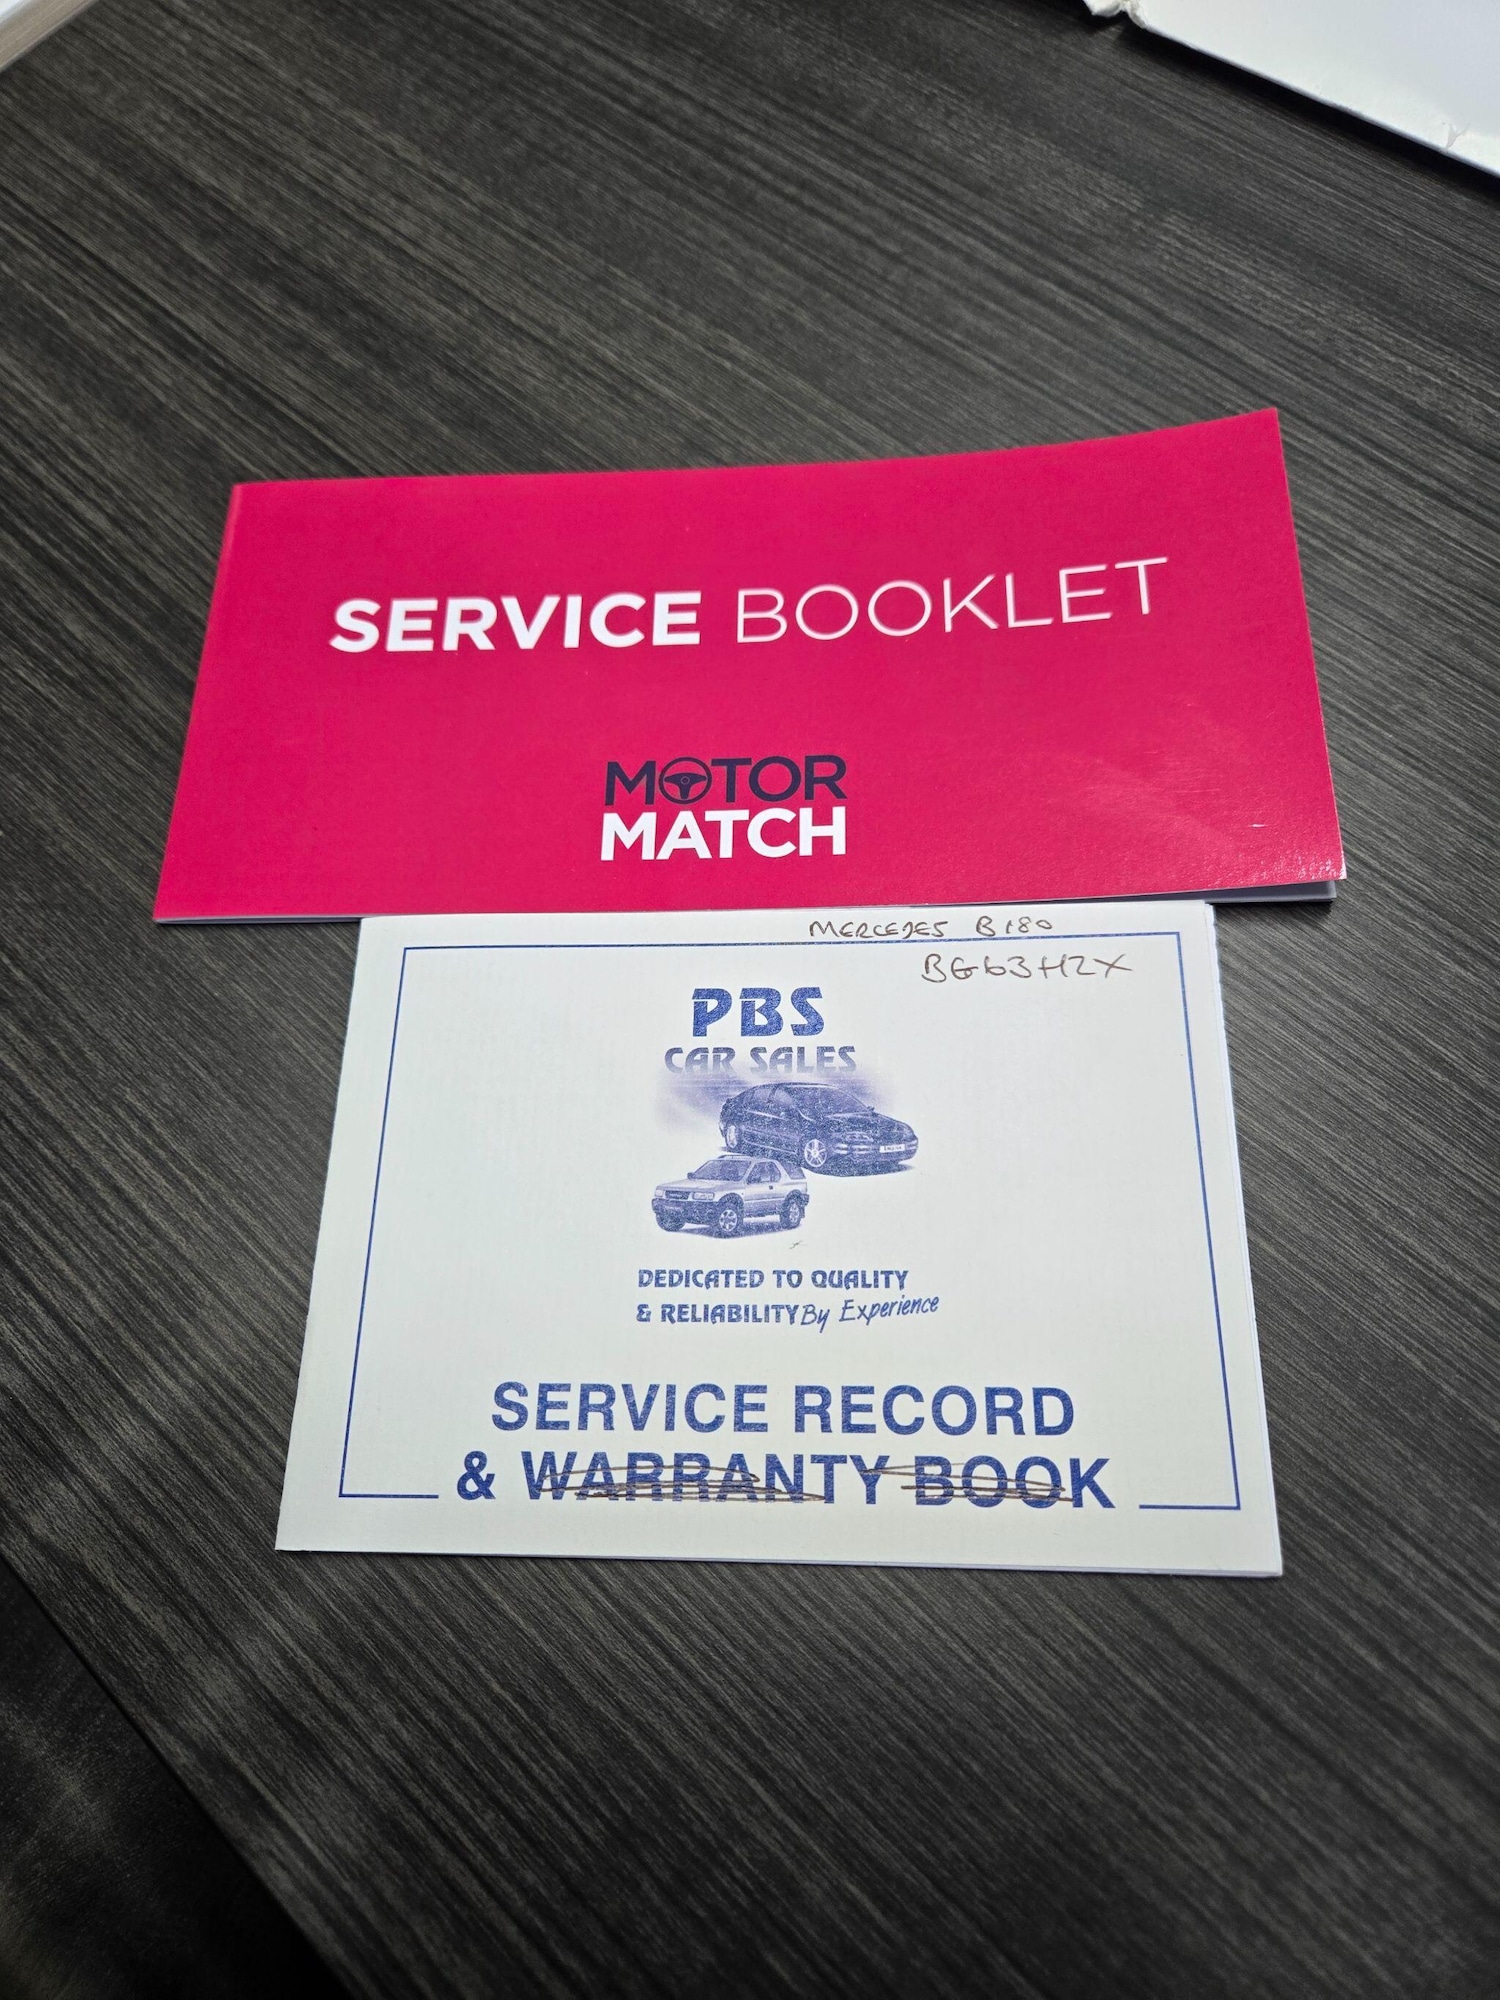 SERVICE BOOKLET
MOTOR
MATCH
MERCEDES B180
BG63HZX
PBS
CAR SALES
DEDICATED TO QUALITY
& RELIABILITY By Experience
SERVICE RECORD
& WARRANTY BOOK